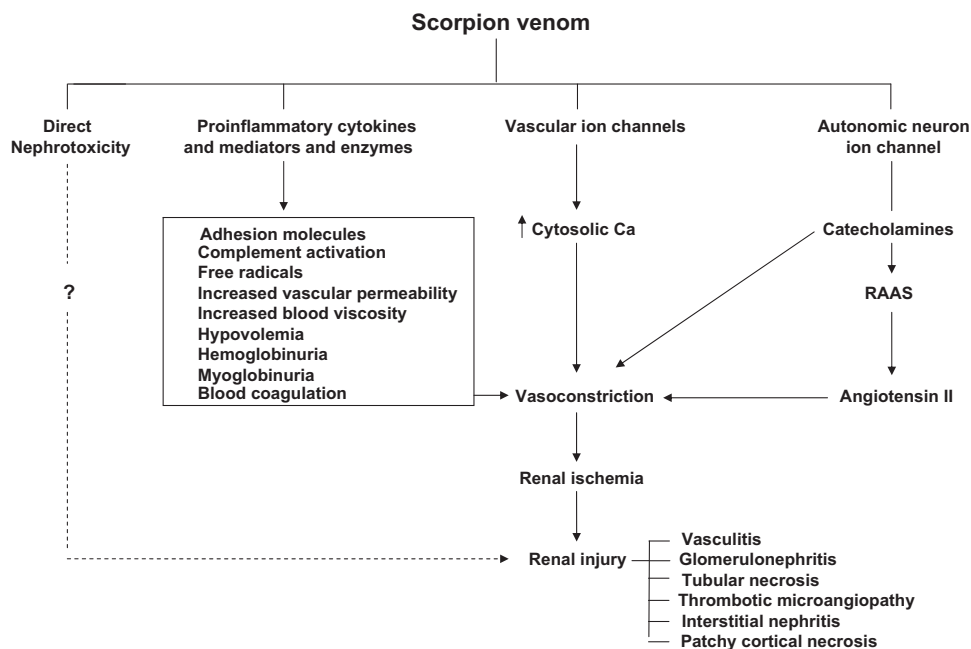 Scorpion venom
Direct
Nephrotoxicity
Proinflammatory cytokines
and mediators and enzymes
Vascular ion channels
Autonomic neuron
ion channel
Adhesion molecules
Complement activation
Free radicals
Increased vascular permeability
Increased blood viscosity
Hypovolemia
Hemoglobinuria
Myoglobinuria
Blood coagulation
Cytosolic Ca
Catecholamines
?
RAAS
Vasoconstriction
Angiotensin II
Renal ischemia
Renal injury
Vasculitis
Glomerulonephritis
Tubular necrosis
Thrombotic microangiopathy
Interstitial nephritis
Patchy cortical necrosis